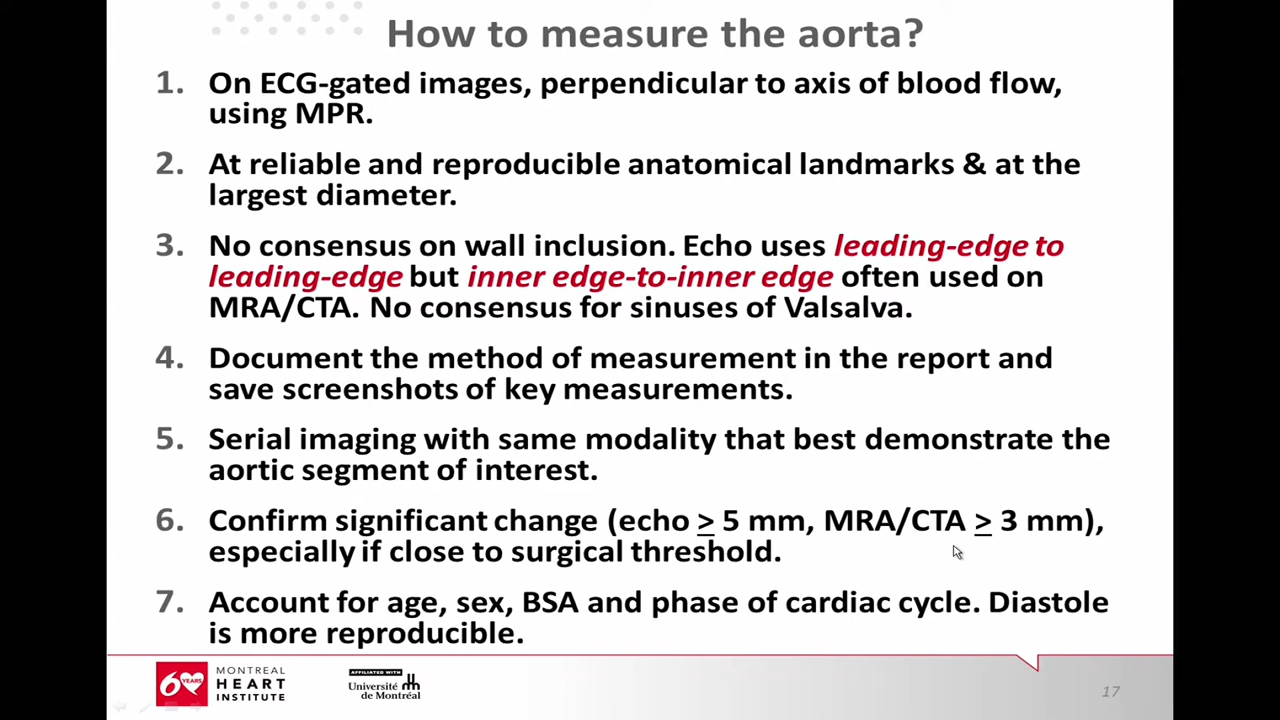 How to measure the aorta?
1. On ECG-gated images, perpendicular to axis of blood flow,
using MPR.
2. At reliable and reproducible anatomical landmarks & at the
largest diameter.
3. No consensus on wall inclusion. Echo uses leading-edge to
leading-edge but inner edge-to-inner edge often used on
MRA/CTA. No consensus for sinuses of Valsalva.
4. Document the method of measurement in the report and
save screenshots of key measurements.
5. Serial imaging with same modality that best demonstrate the
aortic segment of interest.
6. Confirm significant change (echo ≥ 5 mm, MRA/CTA ≥ 3 mm),
especially if close to surgical threshold.
7. Account for age, sex, BSA and phase of cardiac cycle. Diastole
is more reproducible.
60 YEARS
MONTREAL
HEART
INSTITUTE
AFFILIATED WITH
Université
de Montréal
17